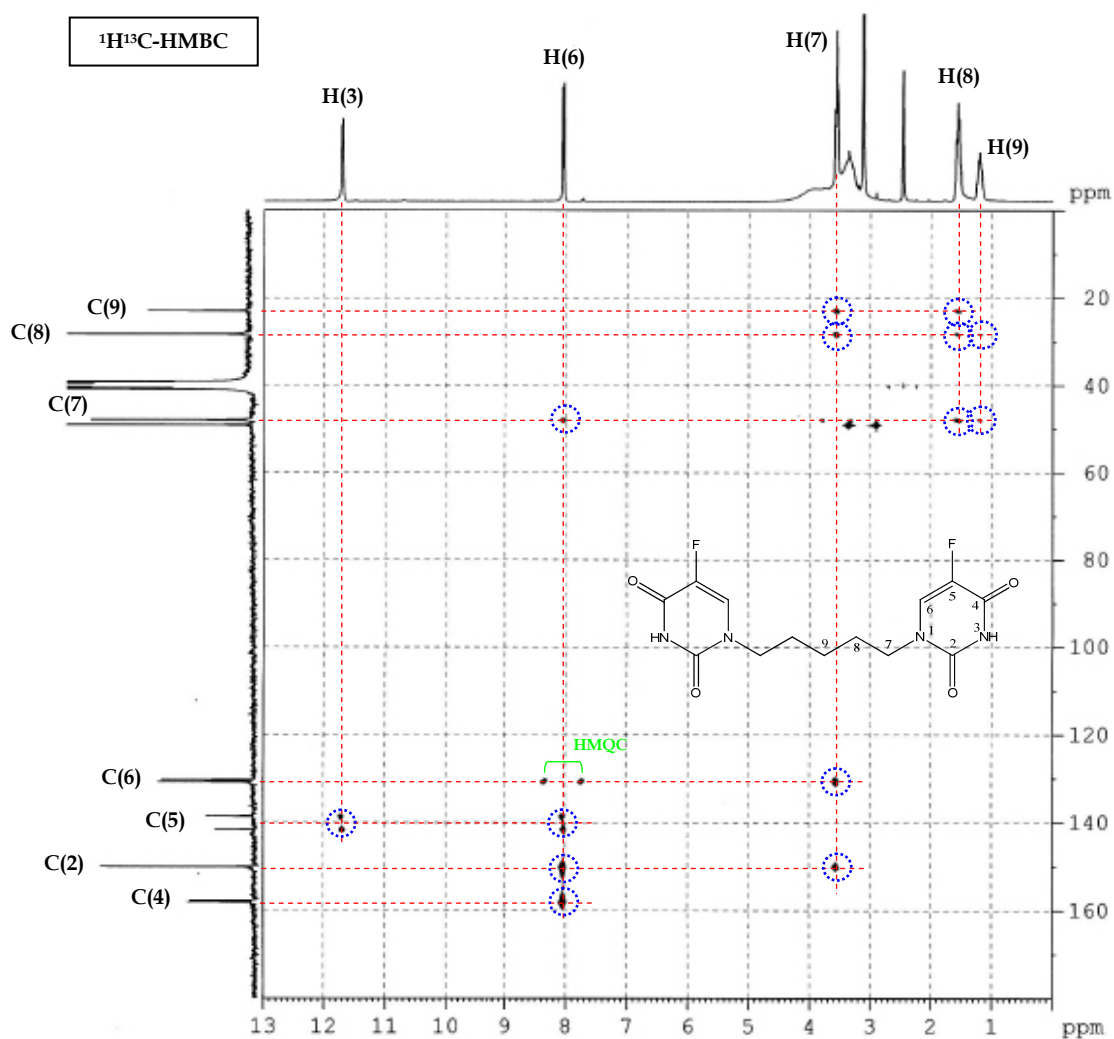 ¹H¹³C-HMBC
H(3)
H(6)
H(7)
H(8)
H(9)
ppm
C(9)
C(8)
C(7)
C(6)
C(5)
C(2)
C(4)
20
40
60
80
100
120
140
160
HMQC
F
F
O
O
5
4
6
HN
N
9
8
7
1
N
2
3
NH
O
O
13 12 11 10 9 8 7 6 5 4 3 2 1 ppm